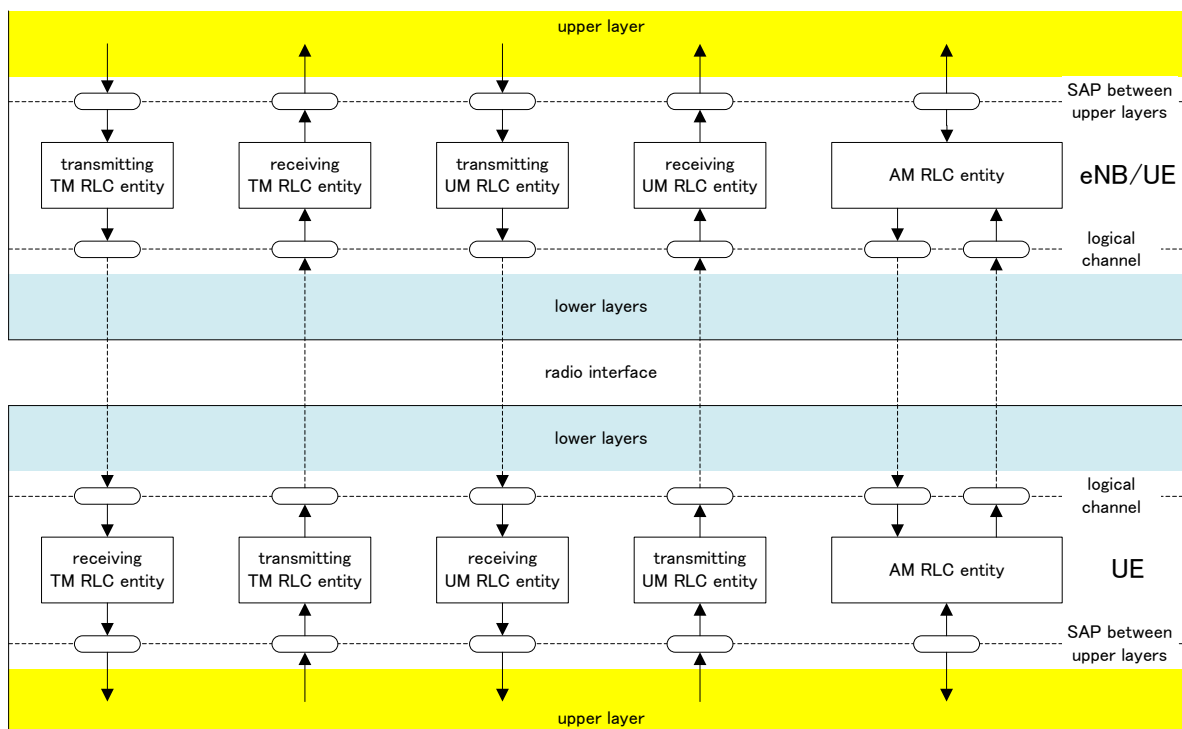 upper layer
SAP between
upper layers
transmitting
TM RLC entity
receiving
TM RLC entity
transmitting
UM RLC entity
receiving
UM RLC entity
AM RLC entity
eNB/UE
logical
channel
lower layers
radio interface
lower layers
logical
channel
receiving
TM RLC entity
transmitting
TM RLC entity
receiving
UM RLC entity
transmitting
UM RLC entity
AM RLC entity
UE
SAP between
upper layers
upper layer